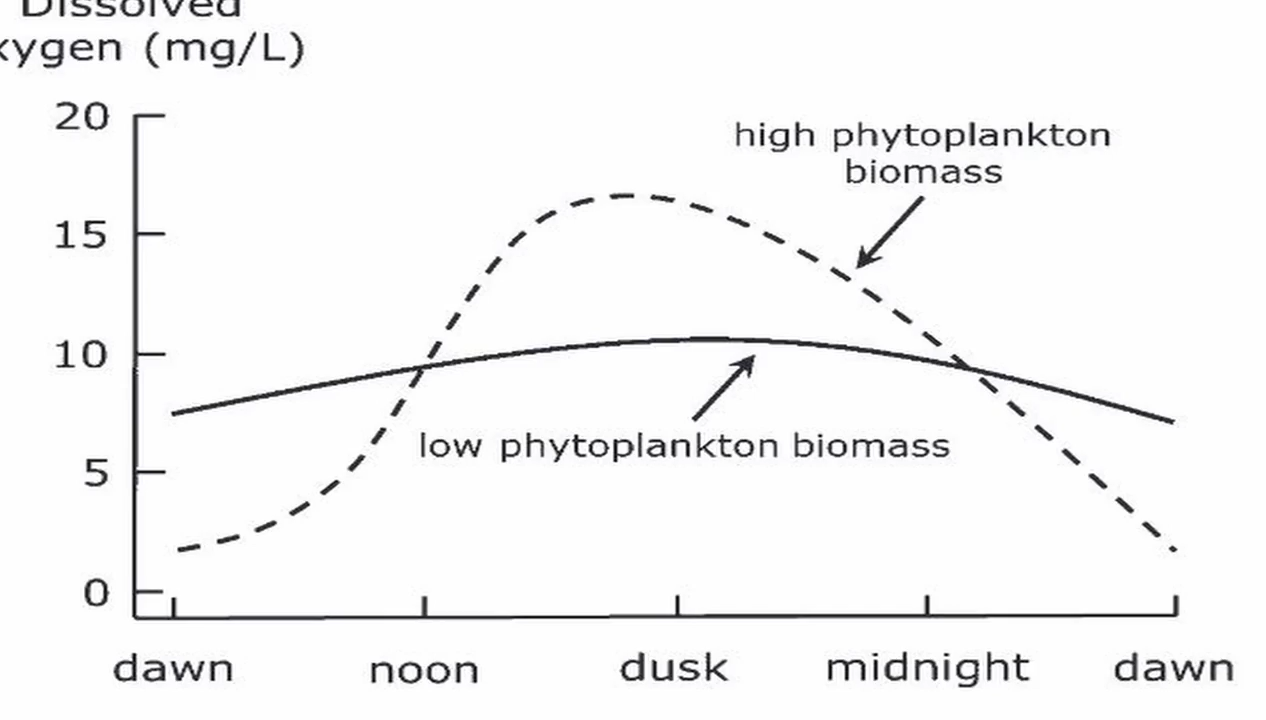 Dissolved
xygen (mg/L)
20
high phytoplankton
biomass
15
10
low phytoplankton biomass
5
0
dawn noon dusk midnight dawn